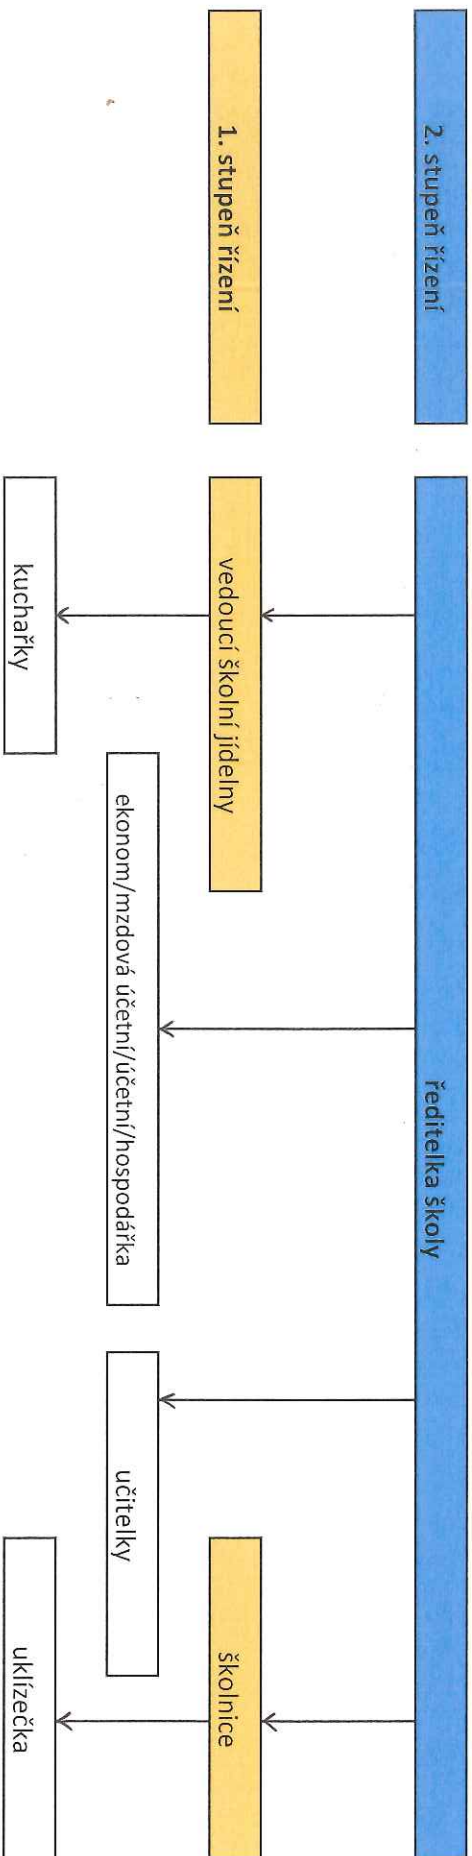 2. stupeň řízení
ředitelka školy
1. stupeň řízení
vedoucí školní jídelny
školnice
ekonom/mzdová účetní/účetní/hospodářka
učitelky
kuchařky
uklízečka